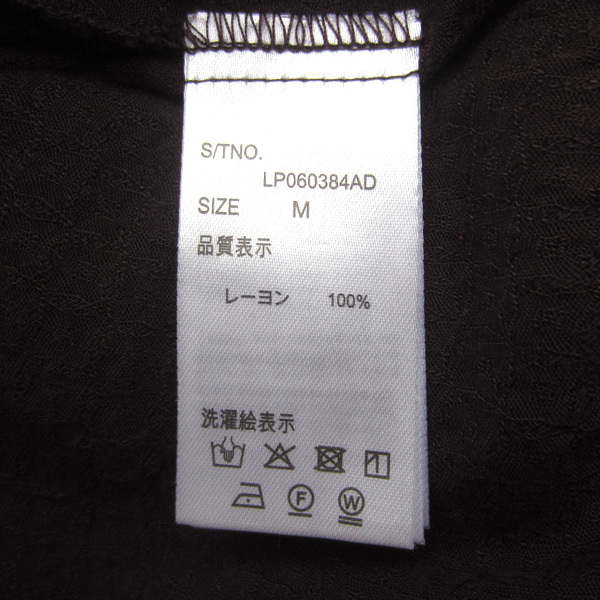 S/TNO.
LP060384AD
SIZE M
品質表示
レーヨン 100%
洗濯絵表示
F W